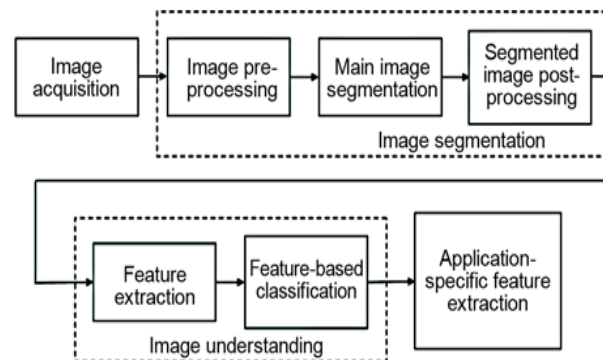 Image
acquisition
Image pre-
processing
Main image
segmentation
Segmented
image post-
processing
Image segmentation
Feature
extraction
Feature-based
classification
Image understanding
Application-
specific feature
extraction